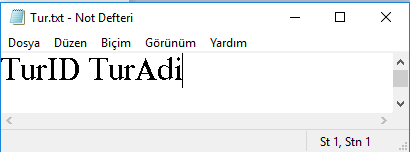 Tur.txt - Not Defteri
Dosya Düzen Biçim Görünüm Yardım
TurID TurAdi
St 1, Stn 1